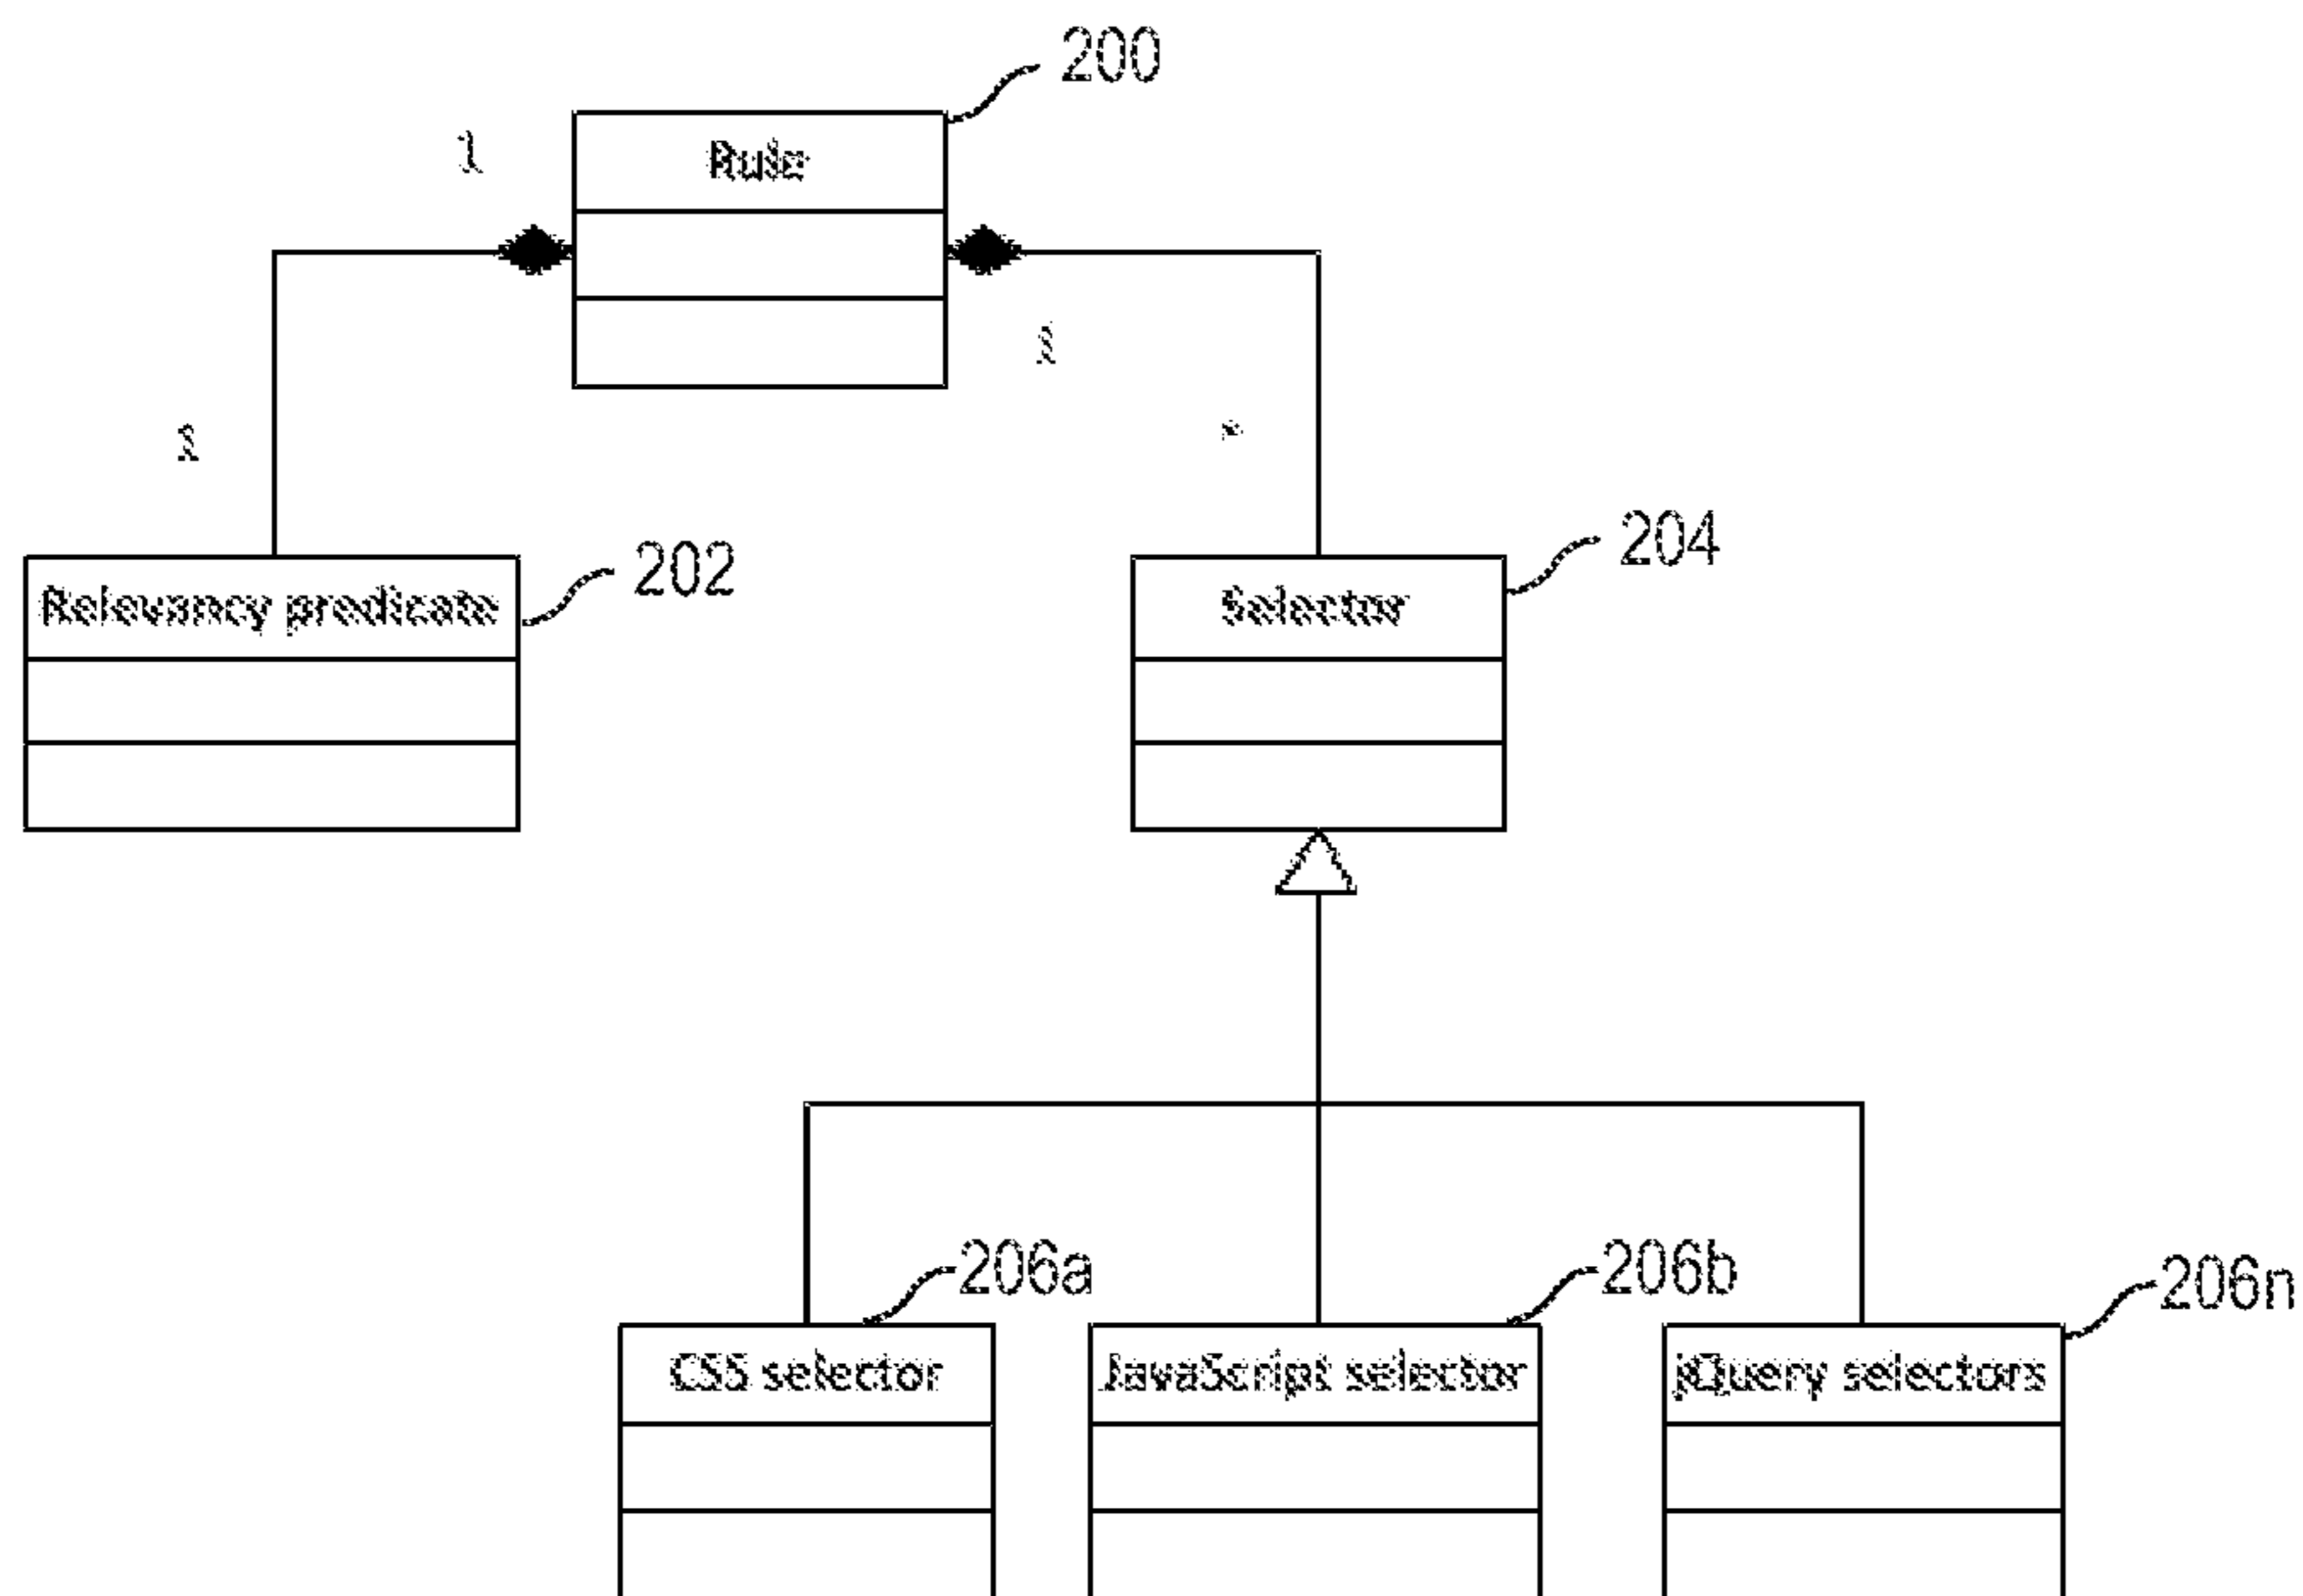 200
1
Rule
1
1
*
204
202
Relevancy predicate
Selector
206a
206b
206n
CSS selector
JavaScript selector
jQuery selectors